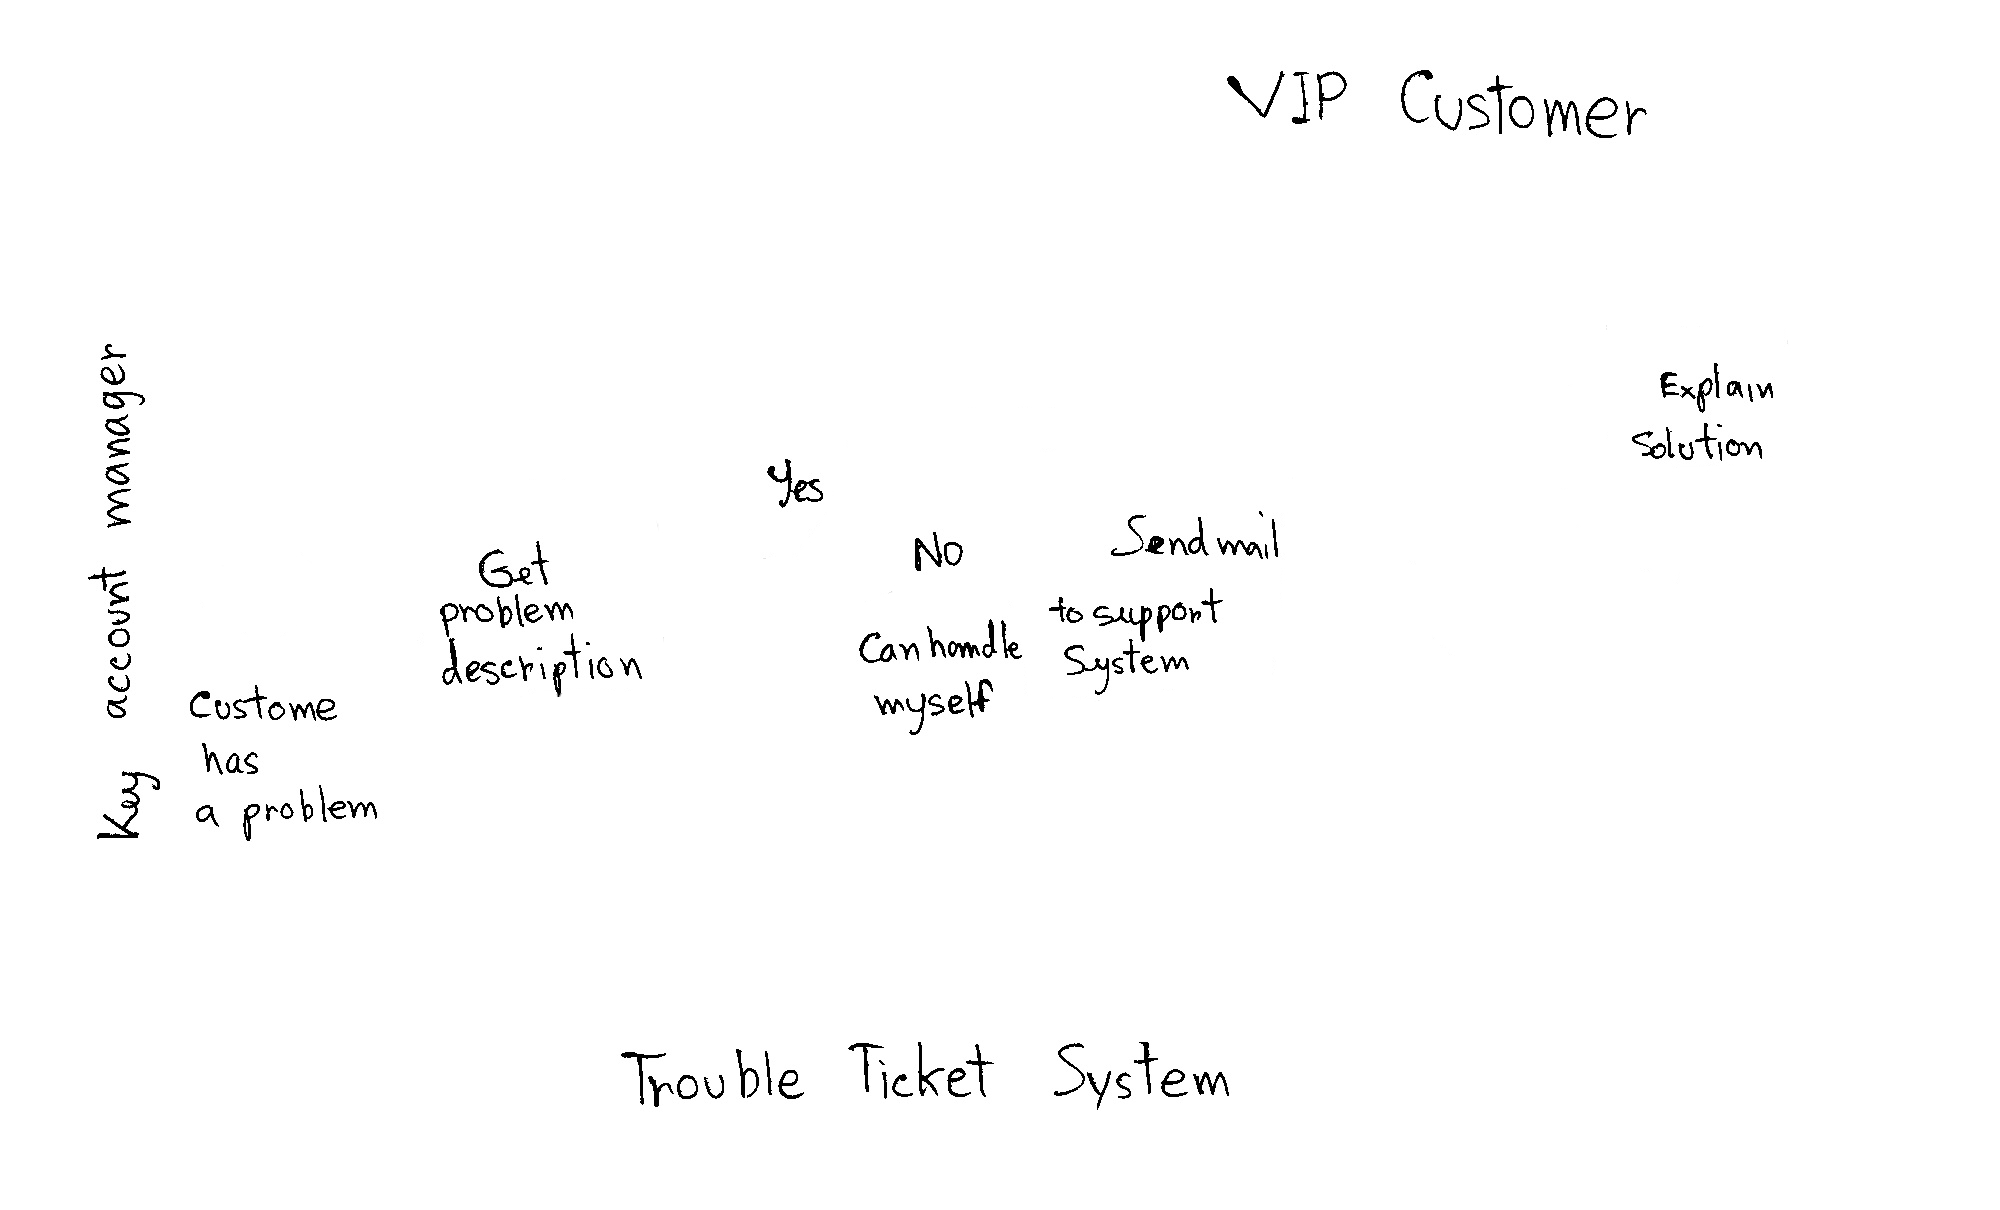 VIP Customer
Key account manager
Explain
Solution
Yes
No
Send mail
to support
System
Get
problem
description
Can handle
myself
Custome
has
a problem
Trouble Ticket System